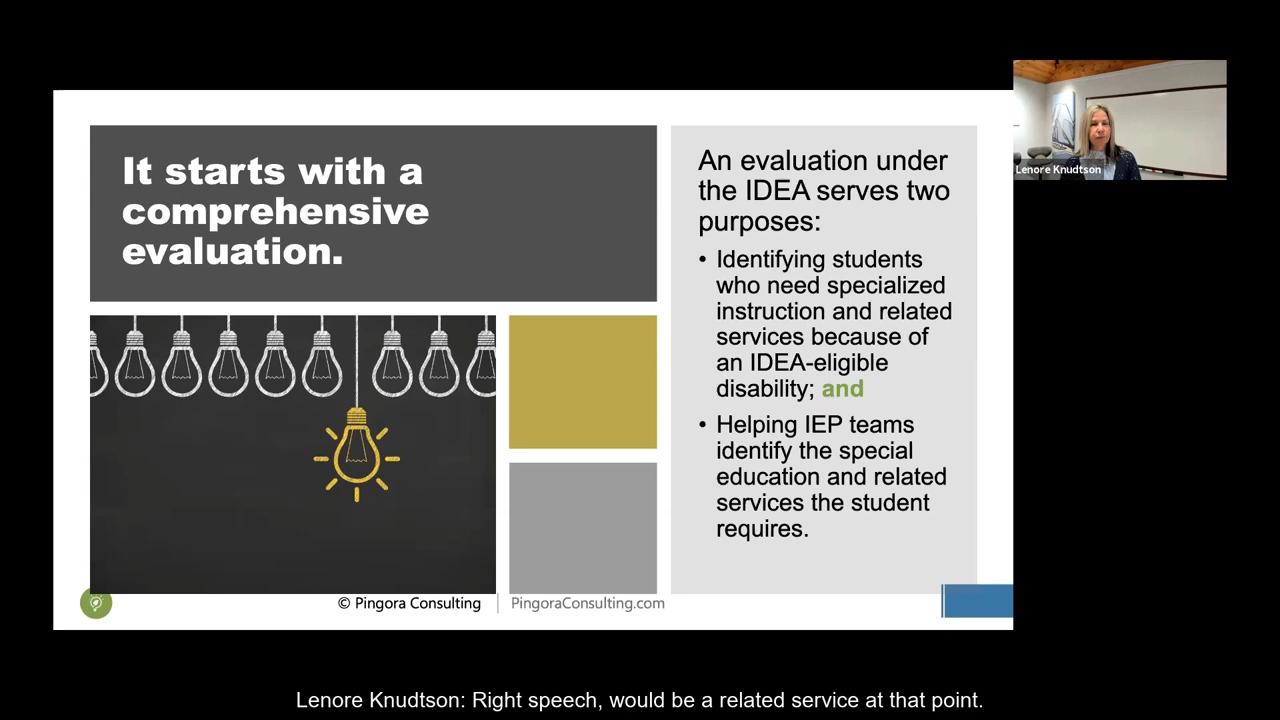 It starts with a
comprehensive
evaluation.
An evaluation under
the IDEA serves two
purposes:
• Identifying students
who need specialized
instruction and related
services because of
an IDEA-eligible
disability; and
• Helping IEP teams
identify the special
education and related
services the student
requires.
© Pingora Consulting
PingoraConsulting.com
Lenore Knudtson
Lenore Knudtson: Right speech, would be a related service at that point.